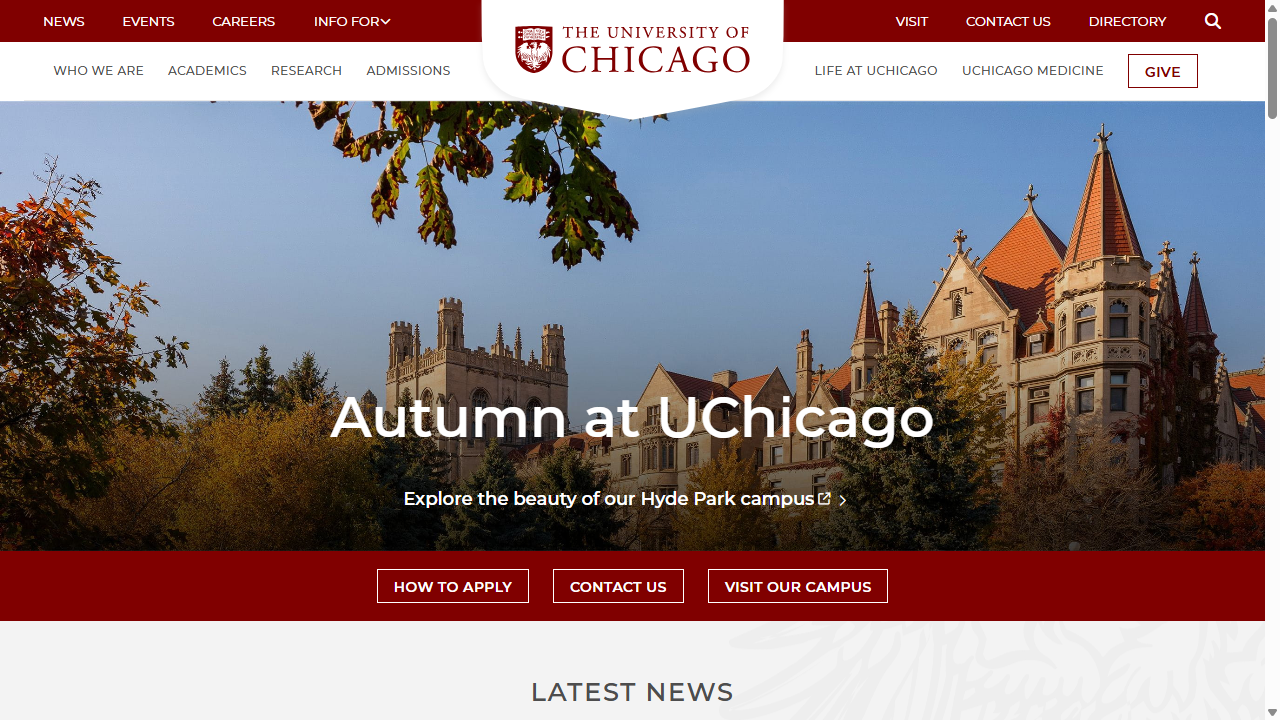 NEWS EVENTS CAREERS INFO FOR
THE UNIVERSITY OF
CHICAGO
VISIT CONTACT US DIRECTORY
WHO WE ARE ACADEMICS RESEARCH ADMISSIONS
LIFE AT UCHICAGO UCHICAGO MEDICINE GIVE
Autumn at UChicago
Explore the beauty of our Hyde Park campus
HOW TO APPLY CONTACT US VISIT OUR CAMPUS
LATEST NEWS